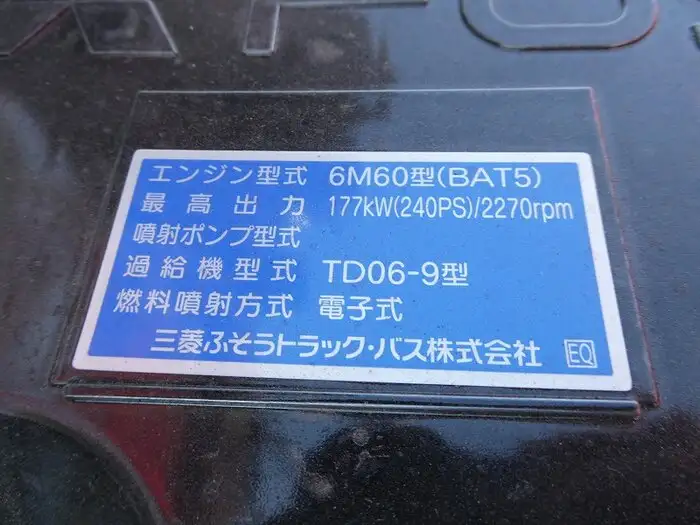 エンジン型式 6M60型(BAT5)
最高出力 177kW(240PS)/2270rpm
噴射ポンプ型式
過給機型式 TD06-9型
燃料噴射方式 電子式
三菱ふそうトラック・バス株式会社 EQ